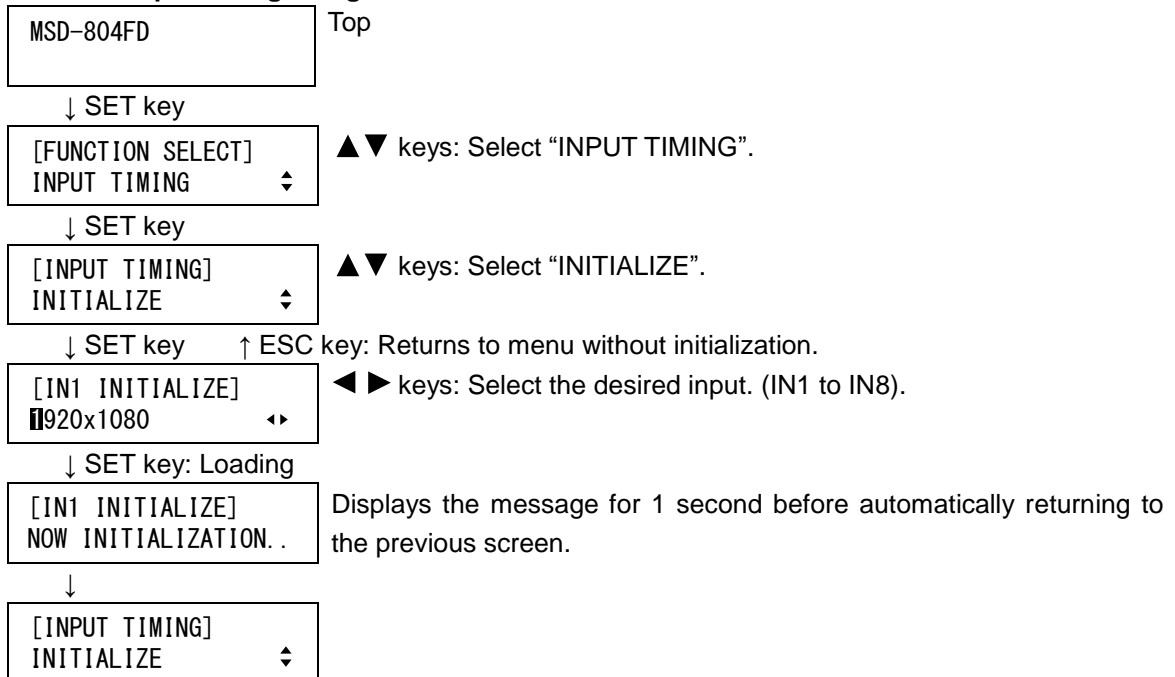 MSD-804FD
Top
↓ SET key
[FUNCTION SELECT]
INPUT TIMING
▲▼ keys: Select “INPUT TIMING”.
↓ SET key
[INPUT TIMING]
INITIALIZE
▲▼ keys: Select “INITIALIZE”.
↓ SET key ↑ ESC key: Returns to menu without initialization.
[IN1 INITIALIZE]
1920x1080
◀ ▶ keys: Select the desired input. (IN1 to IN8).
↓ SET key: Loading
[IN1 INITIALIZE]
NOW INITIALIZATION..
Displays the message for 1 second before automatically returning to
the previous screen.
↓
[INPUT TIMING]
INITIALIZE